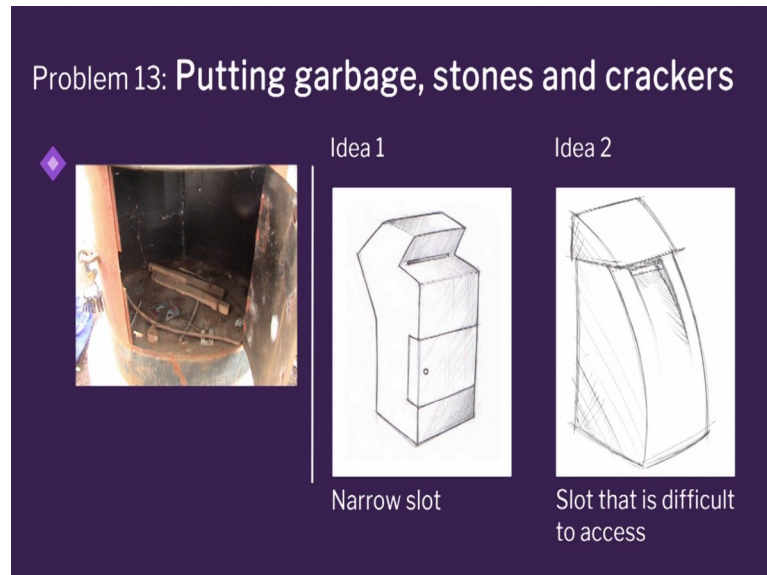 Problem 13: Putting garbage, stones and crackers
Idea 1
Idea 2
Narrow slot
Slot that is difficult
to access